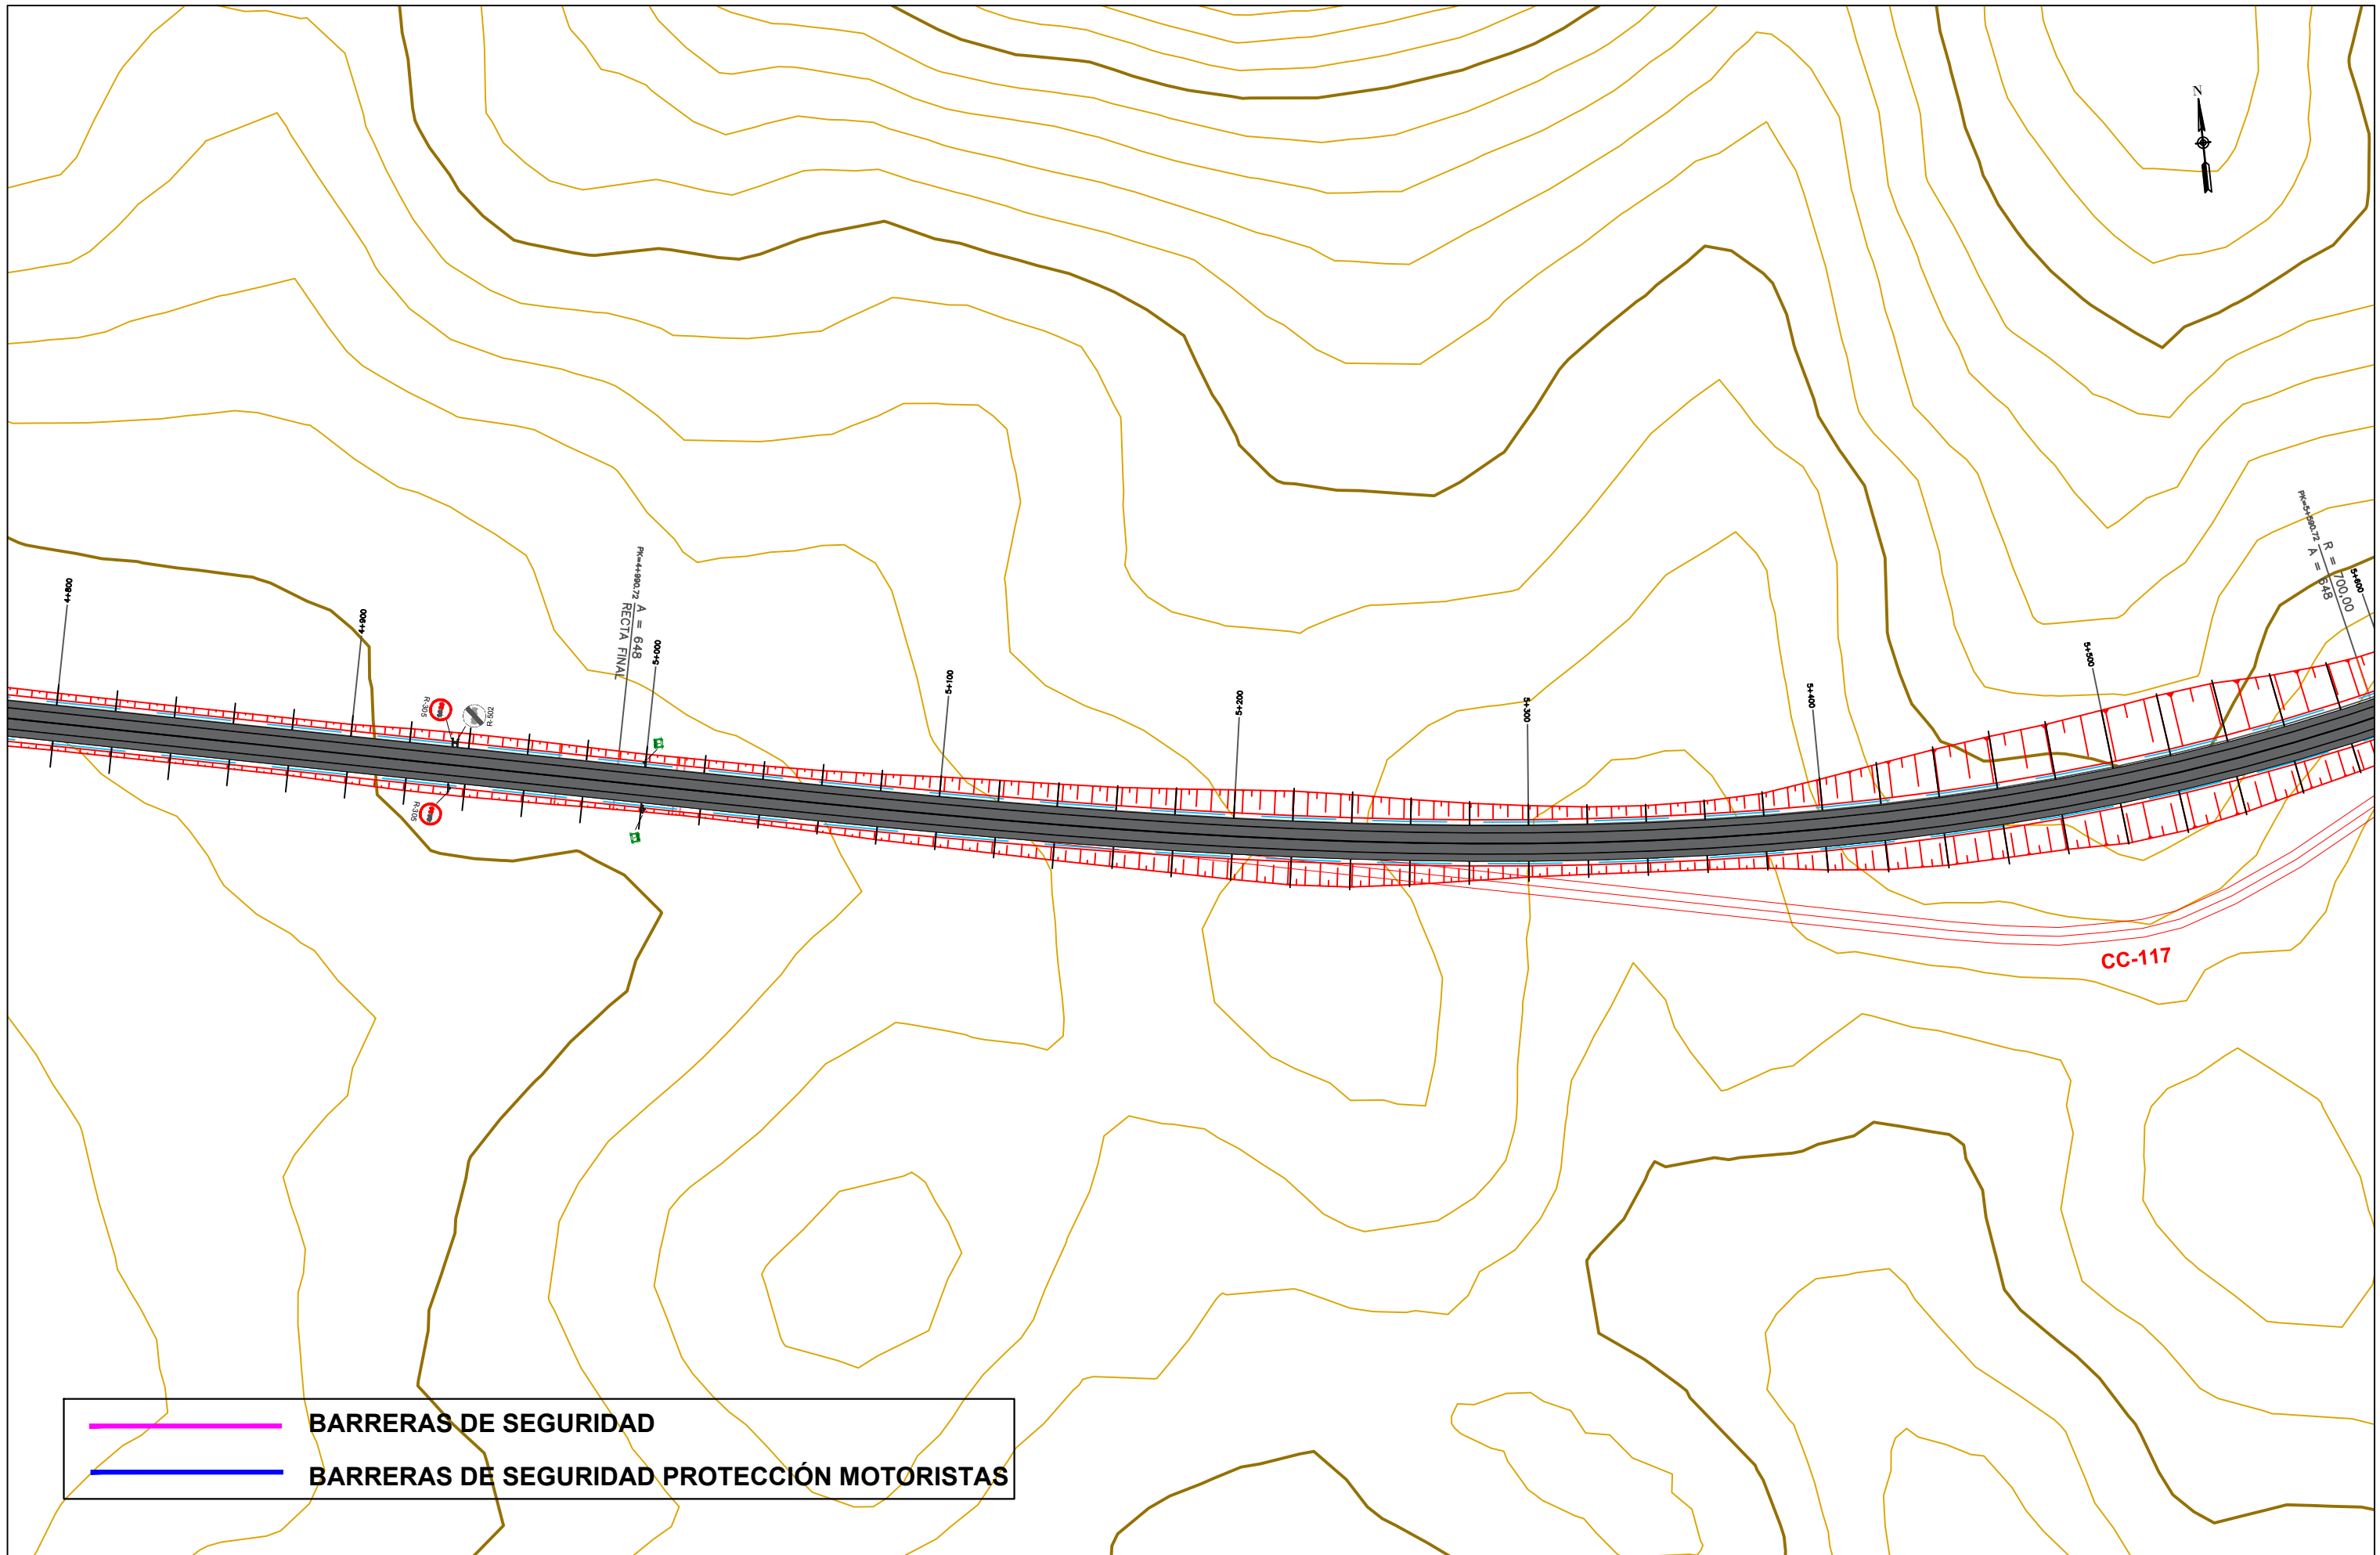 N
PK=5+590.72
R = 700,00
A = 648
5+600
4+800
4+900
PK=4+990.72
A = 648
RECTA FINAL
5+000
5+100
5+200
5+300
5+400
5+500
R-305
R-502
R-305
CC-117
BARRERAS DE SEGURIDAD
BARRERAS DE SEGURIDAD PROTECCIÓN MOTORISTAS